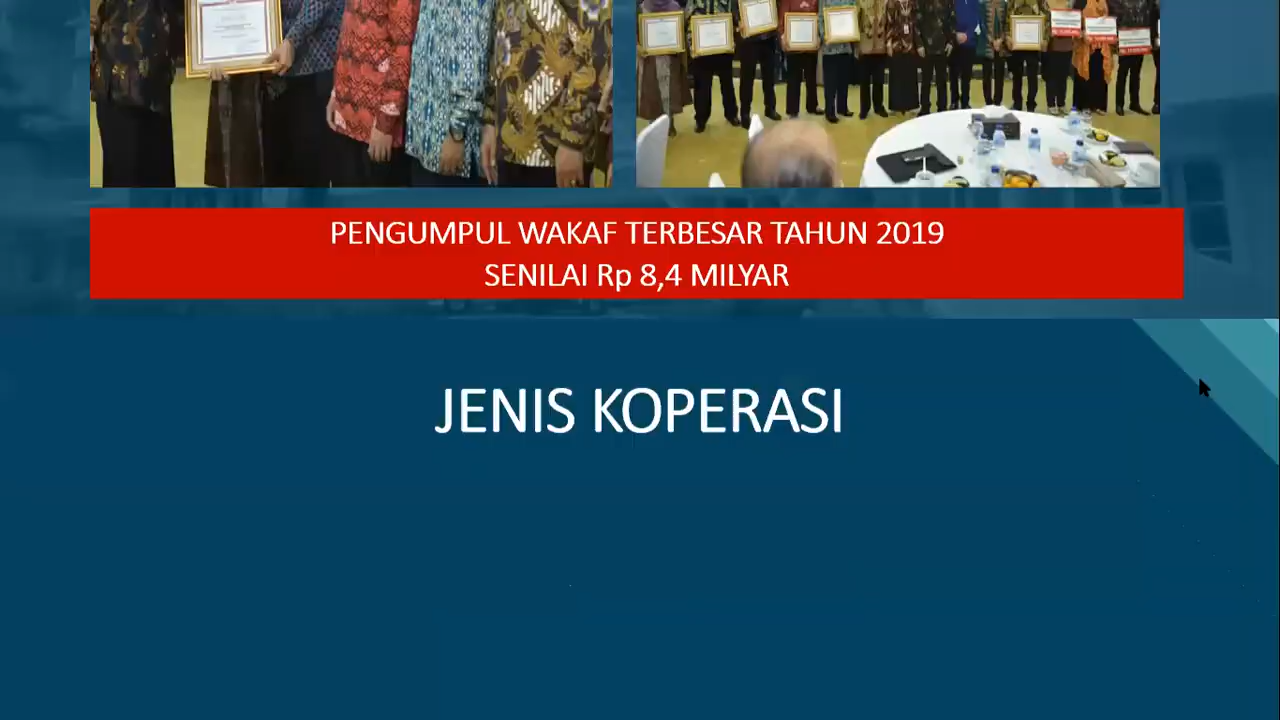 PENGUMPUL WAKAF TERBESAR TAHUN 2019
SENILAI Rp 8,4 MILYAR
JENIS KOPERASI